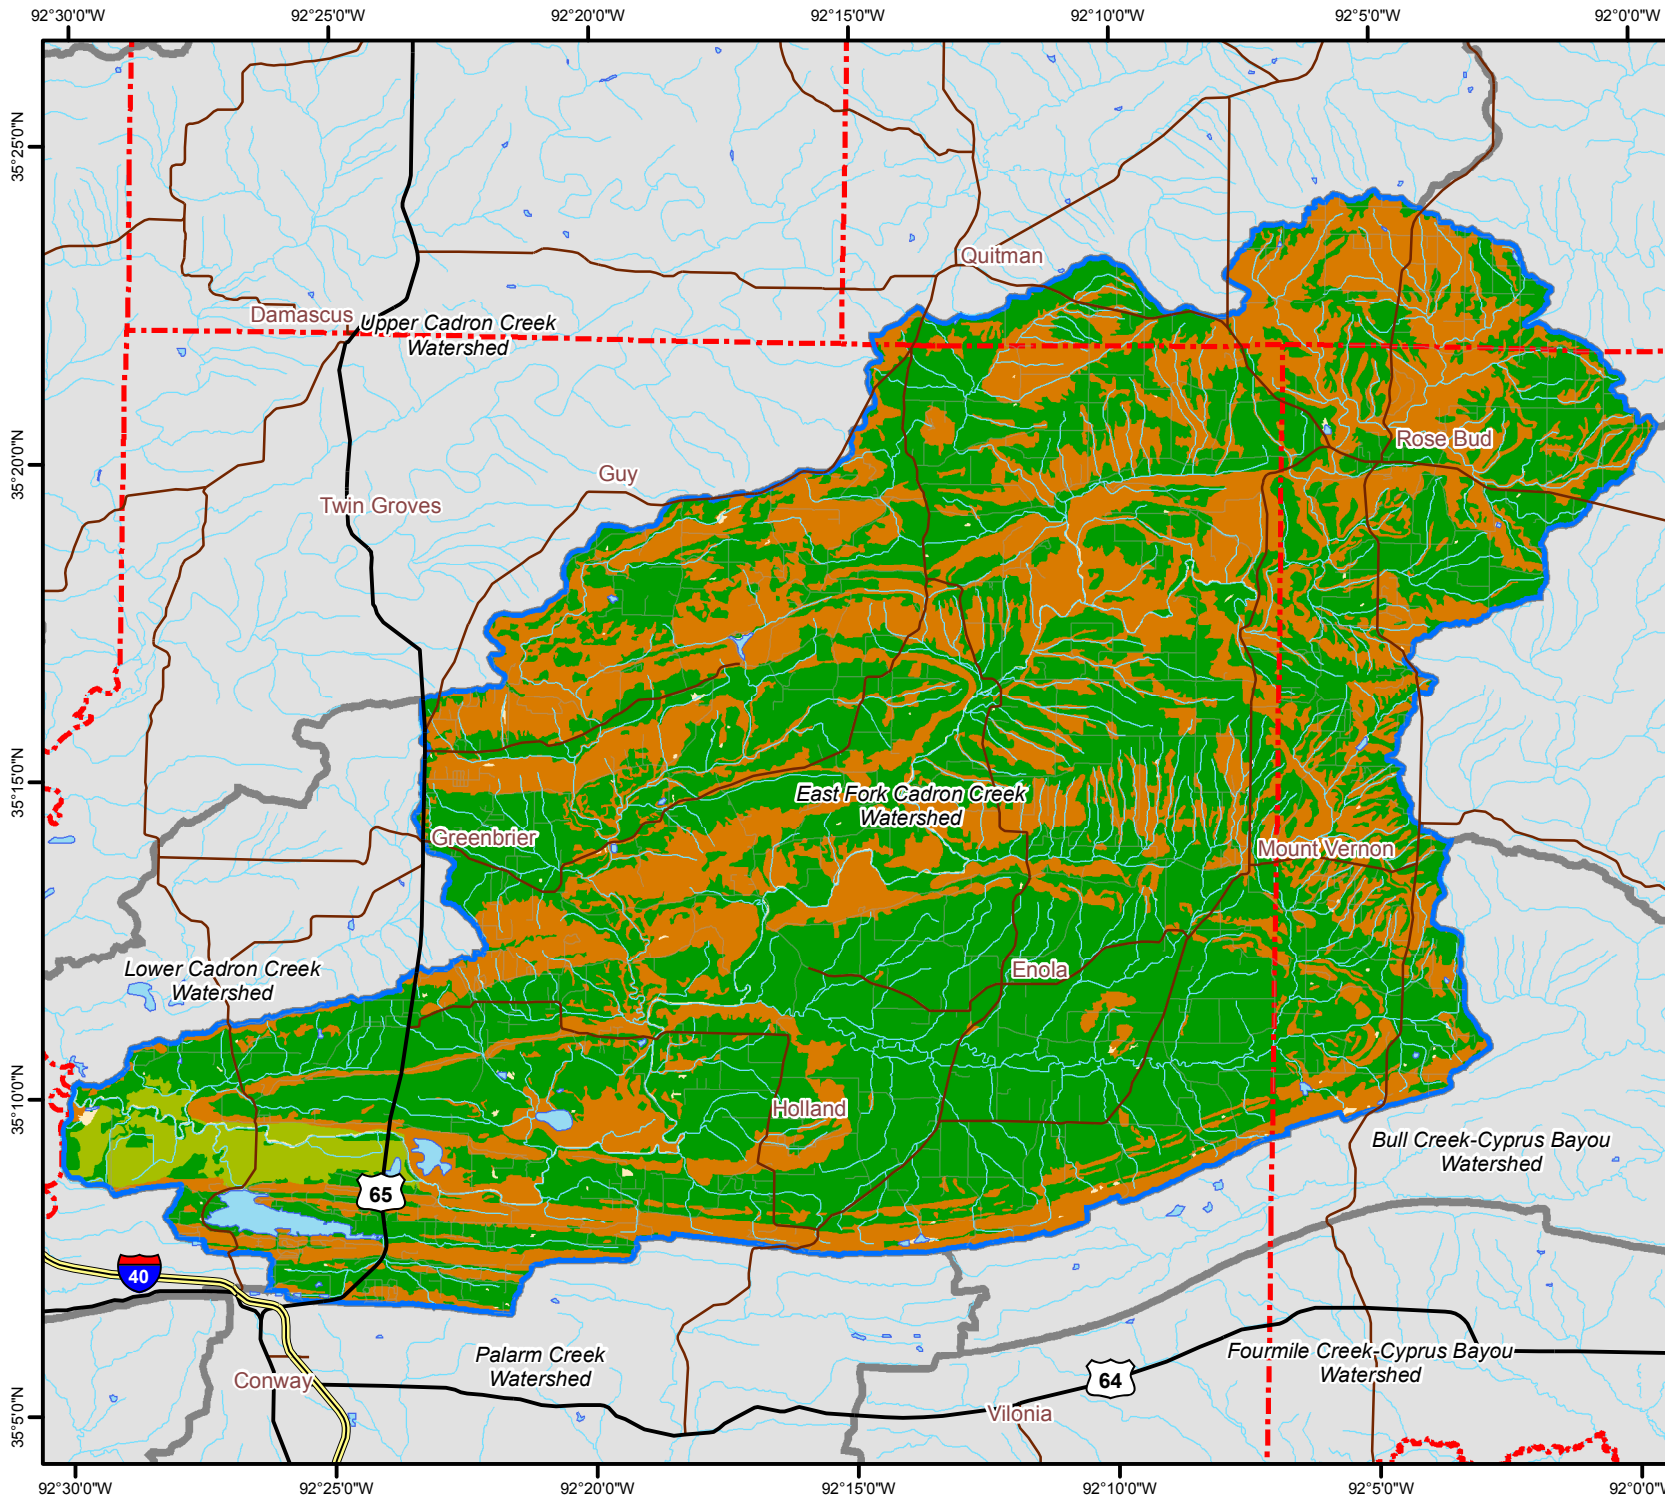 92°30'0"W
92°25'0"W
92°20'0"W
92°15'0"W
92°10'0"W
92°5'0"W
92°0'0"W
35°25'0"N
Quitman
Damascus
Upper Cadron Creek
Watershed
Rose Bud
35°20'0"N
Guy
Twin Groves
35°15'0"N
East Fork Cadron Creek
Watershed
Greenbrier
Mount Vernon
Lower Cadron Creek
Watershed
Enola
35°10'0"N
Holland
Bull Creek-Cyprus Bayou
Watershed
65
40
Palarm Creek
Watershed
Fourmile Creek-Cyprus Bayou
Watershed
64
Conway
Vilonia
35°5'0"N
92°30'0"W
92°25'0"W
92°20'0"W
92°15'0"W
92°10'0"W
92°5'0"W
92°0'0"W